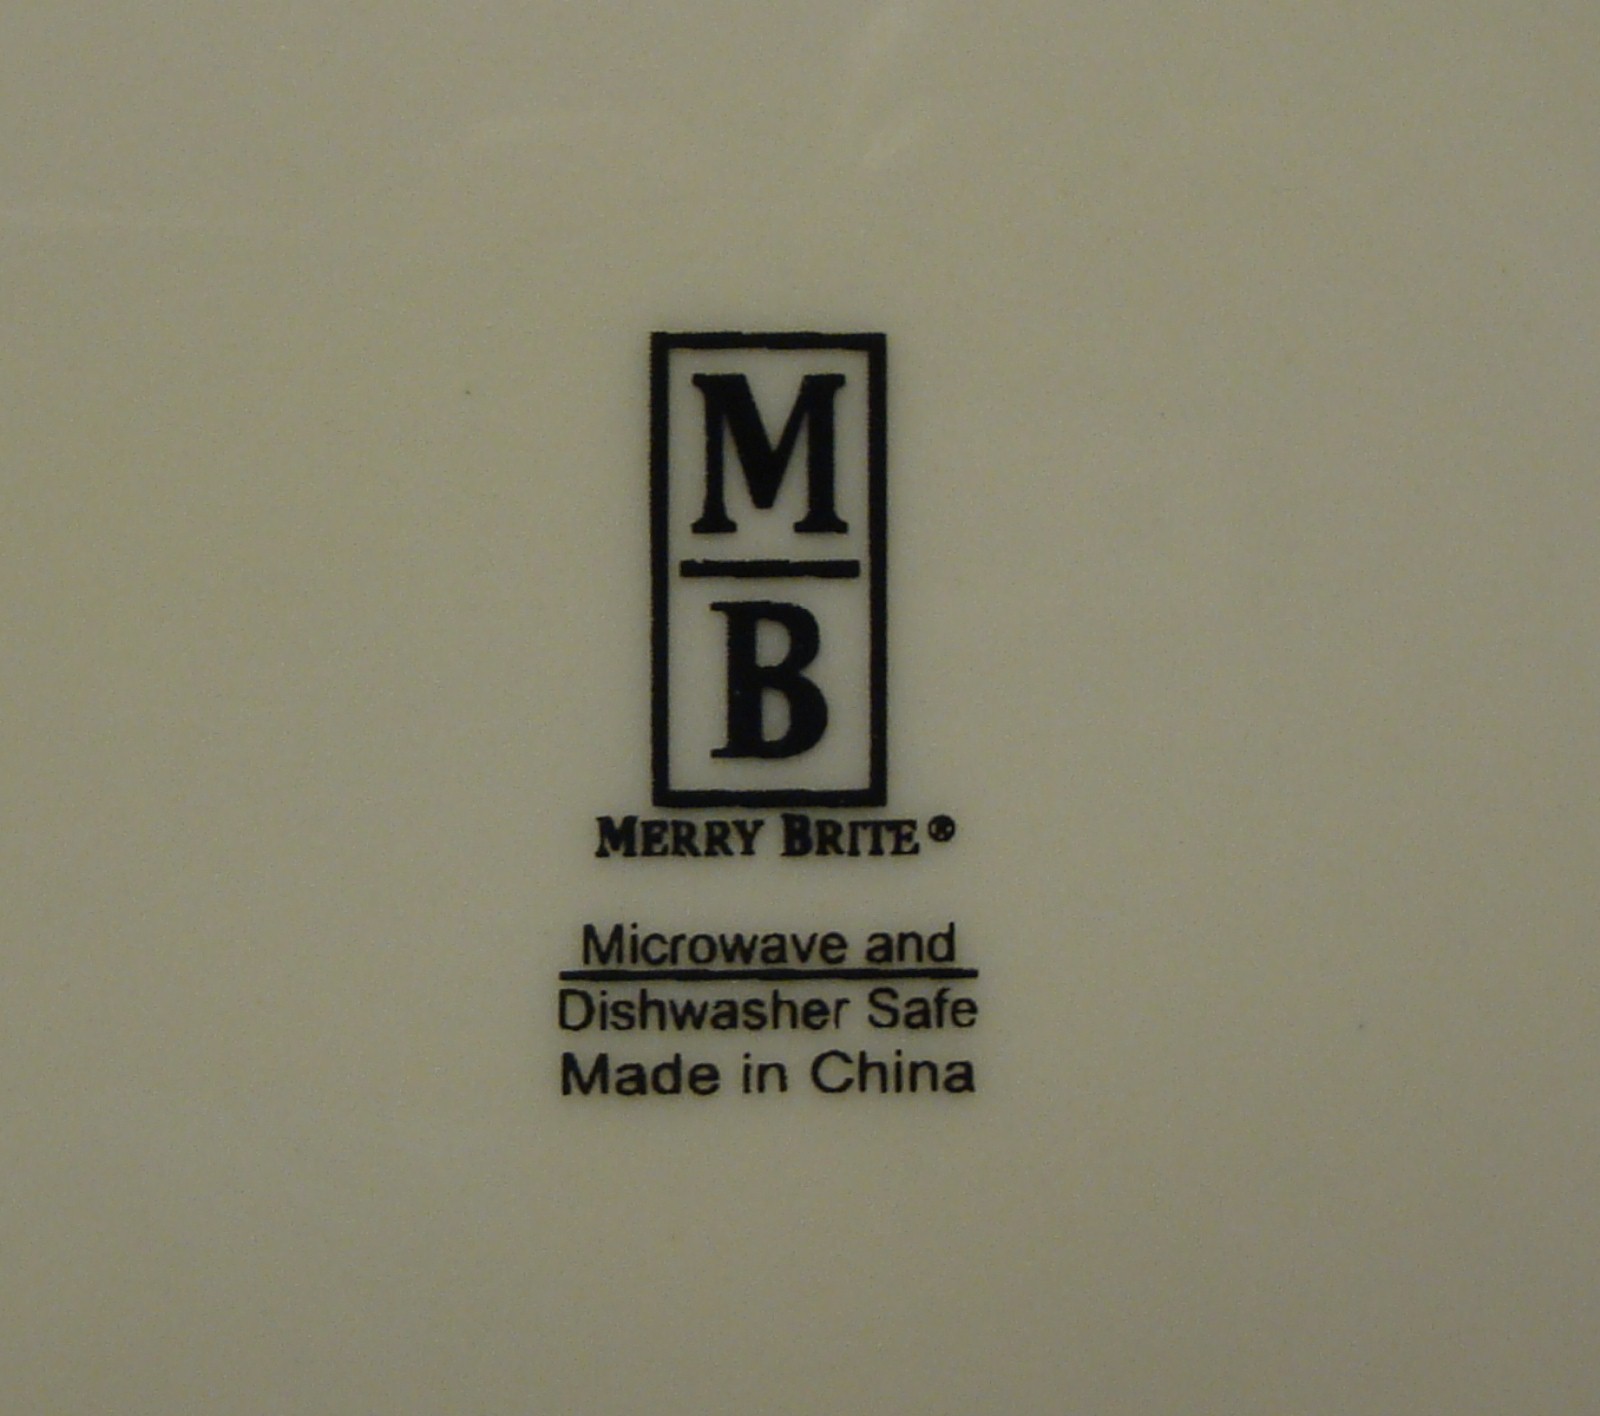 M
B
MERRY BRITE®
Microwave and
Dishwasher Safe
Made in China